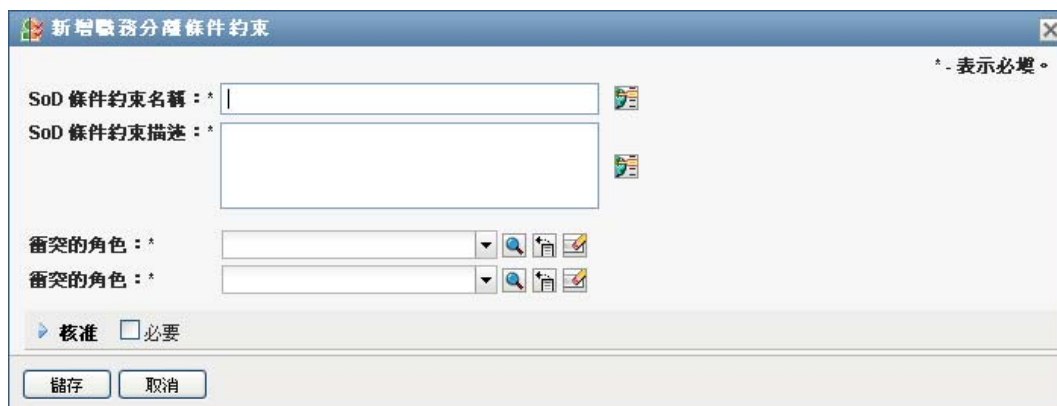 新增職務分離條件約束
* - 表示必填。
SoD 條件約束名稱：*
SoD 條件約束描述：*
衝突的角色：*
衝突的角色：*
核准 必要
儲存 取消